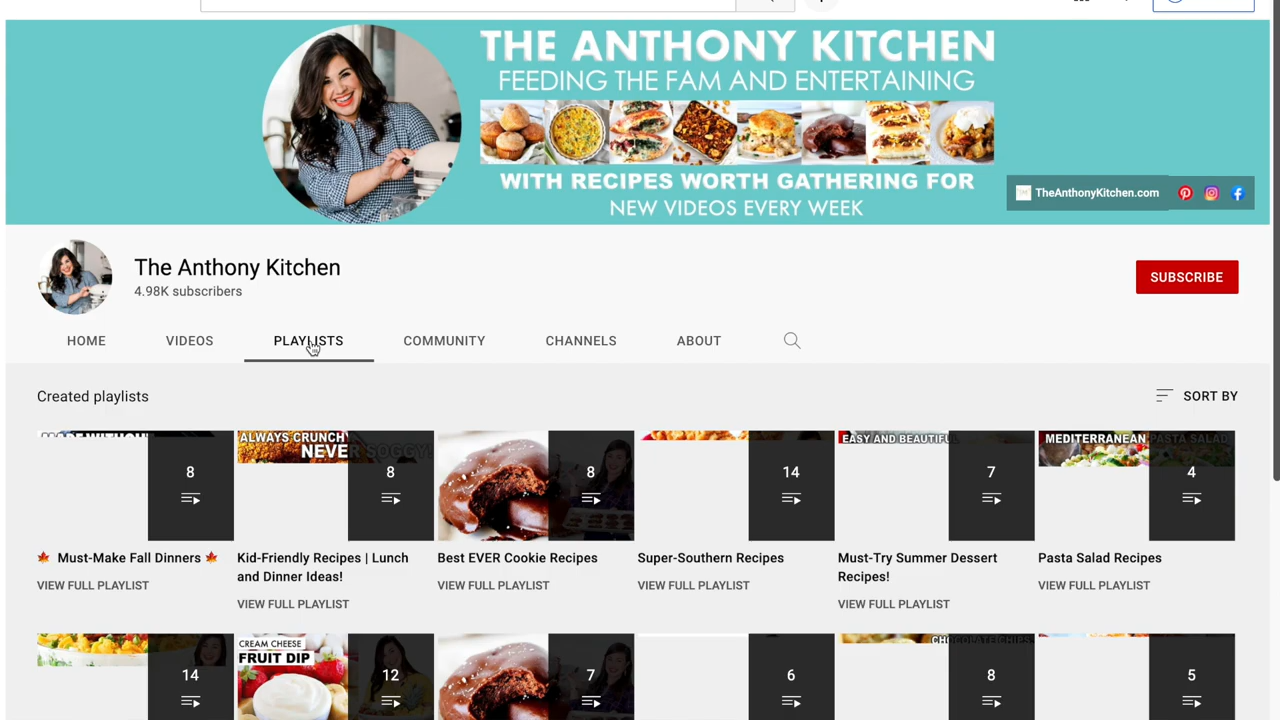 THE ANTHONY KITCHEN
FEEDING THE FAM AND ENTERTAINING
WITH RECIPES WORTH GATHERING FOR
NEW VIDEOS EVERY WEEK
TheAnthonyKitchen.com
The Anthony Kitchen
4.98K subscribers
SUBSCRIBE
HOME VIDEOS PLAYLISTS COMMUNITY CHANNELS ABOUT
Created playlists
SORT BY
ALWAYS CRUNCH
NEVER SOGGY!
EASY AND BEAUTIFUL
MEDITERRANEAN PASTA SALAD
8 8 8 14 7 4
🍁 Must-Make Fall Dinners 🍁
VIEW FULL PLAYLIST
Kid-Friendly Recipes | Lunch
and Dinner Ideas!
VIEW FULL PLAYLIST
Best EVER Cookie Recipes
VIEW FULL PLAYLIST
Super-Southern Recipes
VIEW FULL PLAYLIST
Must-Try Summer Dessert
Recipes!
VIEW FULL PLAYLIST
Pasta Salad Recipes
VIEW FULL PLAYLIST
CREAM CHEESE
FRUIT DIP
CHOCOLATE CHIPS
14 12 7 6 8 5